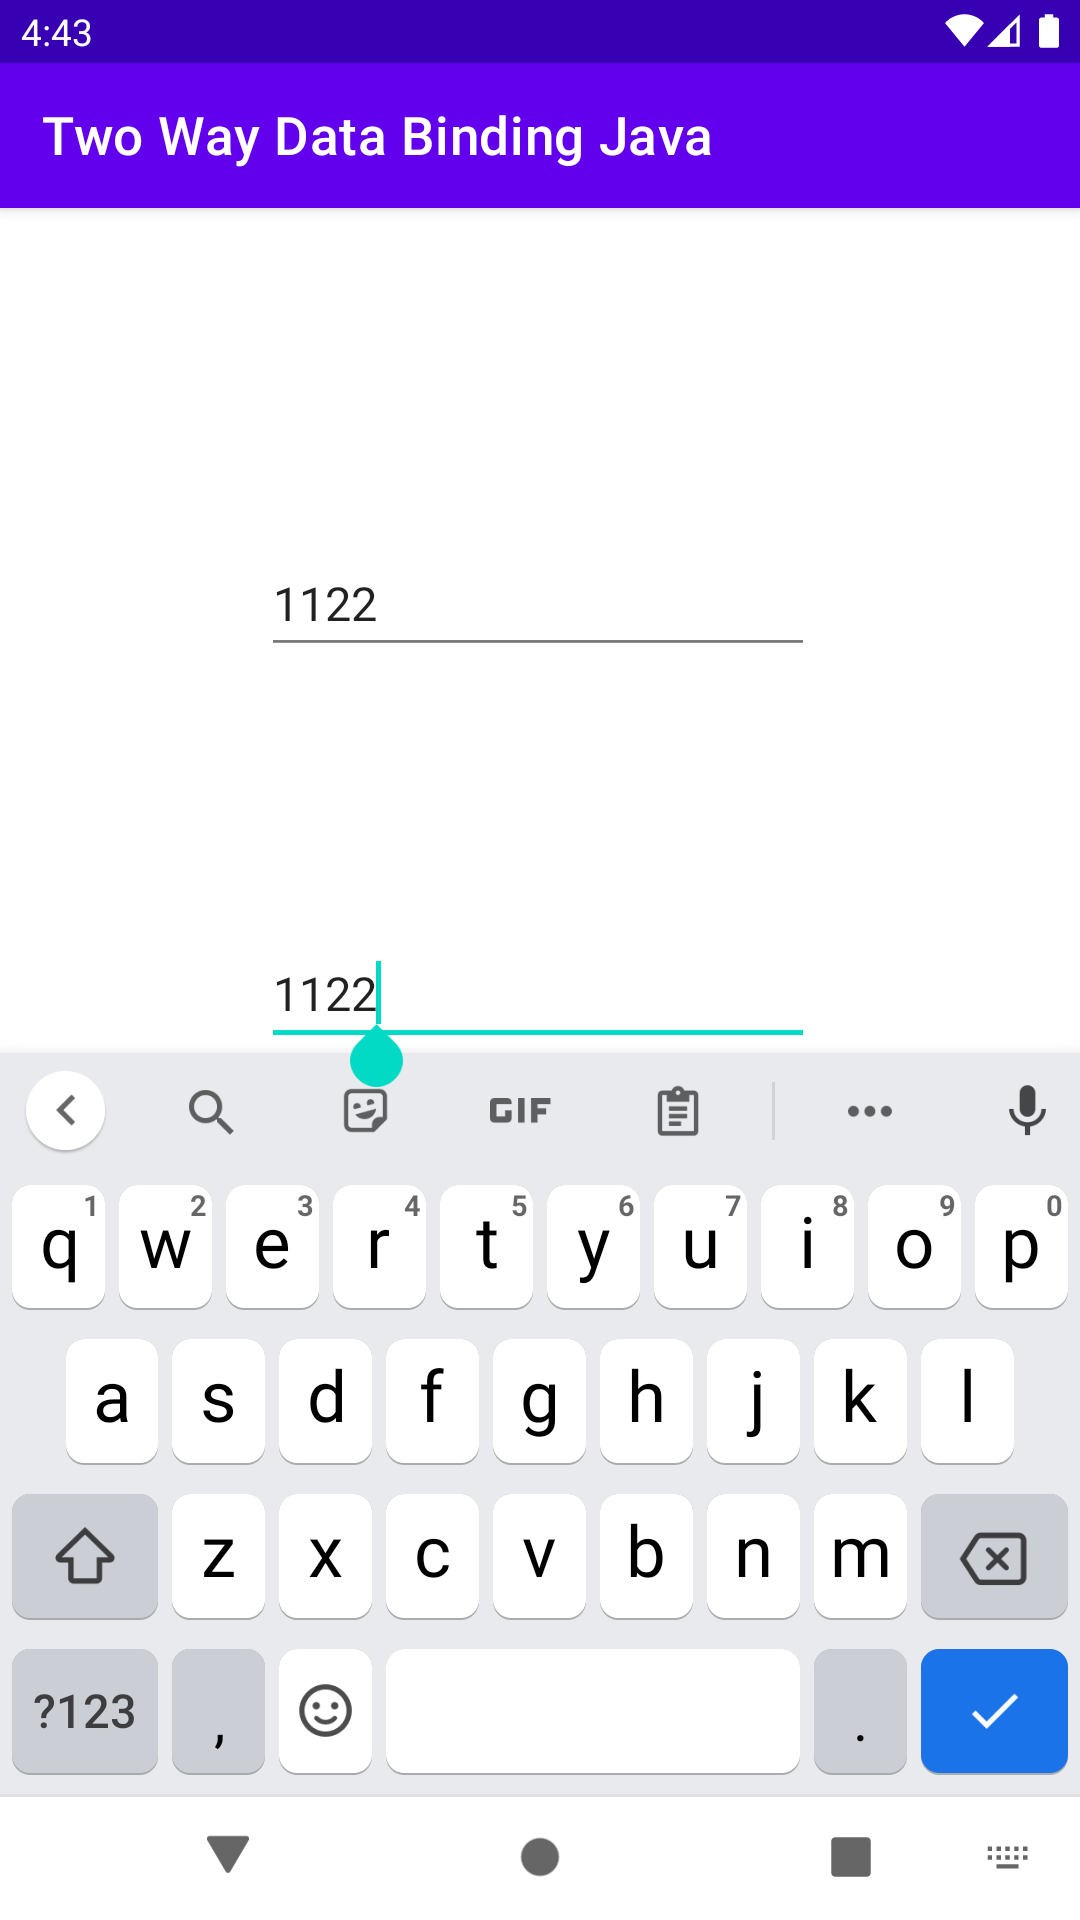 4:43
Two Way Data Binding Java
1122
1122
GIF
1 2 3 4 5 6 7 8 9 0
q w e r t y u i o p
a s d f g h j k l
z x c v b n m
?123 , .